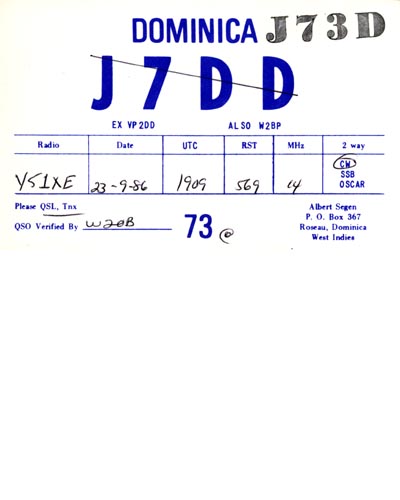 DOMINICA J73D
J7DD
EX VP2DD ALSO W2BP
Radio Date UTC RST MHz 2 way
YS1XE 23-9-86 1909 569 14 CW
SSB
OSCAR
Please QSL, Tnx
QSO Verified By W2OB
73
Albert Segen
P. O. Box 367
Roseau, Dominica
West Indies